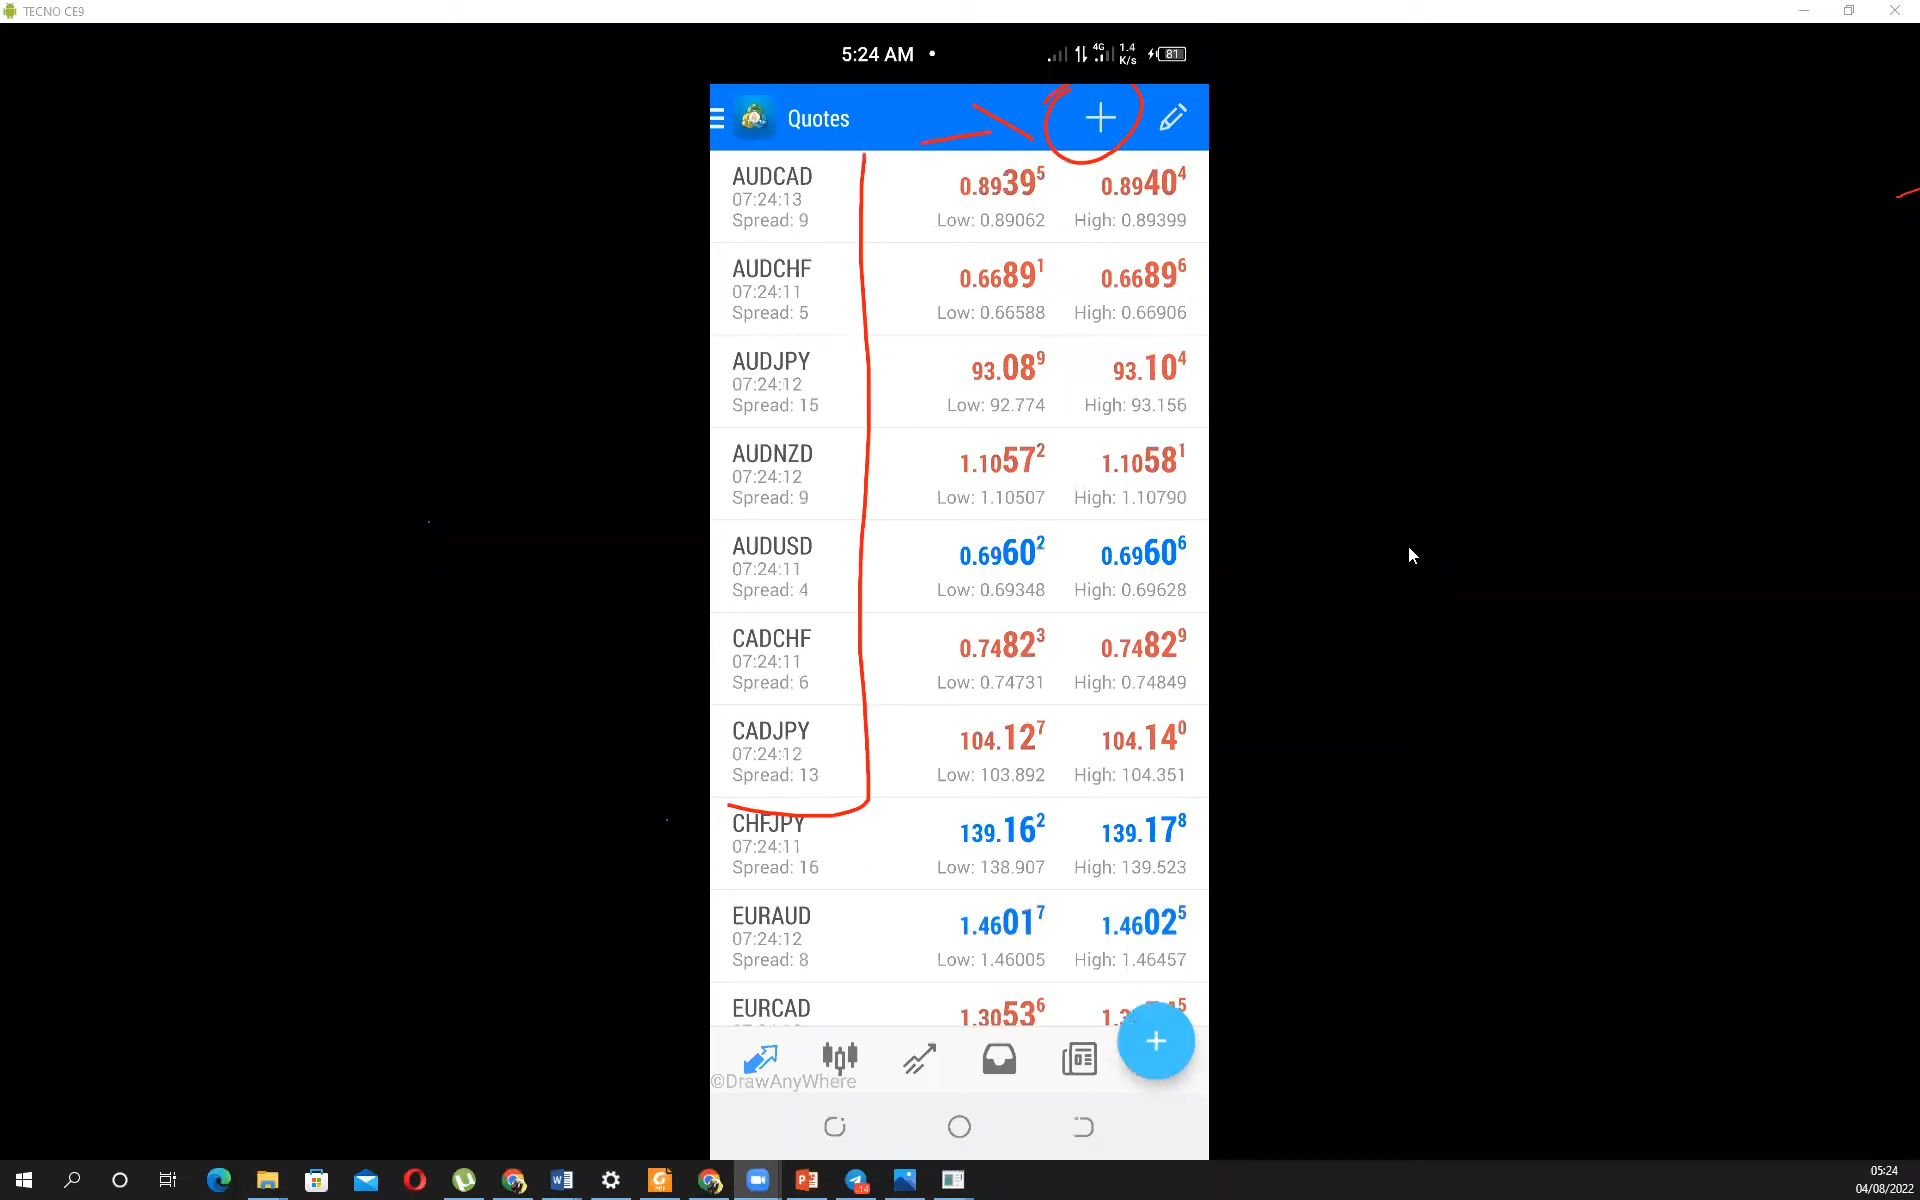 TECNO CE9
5:24 AM
4G 1.4 K/s 81
Quotes
AUDCAD
07:24:13
Spread: 9
0.89395
0.89404
Low: 0.89062
High: 0.89399
AUDCHF
07:24:11
Spread: 5
0.66891
0.66896
Low: 0.66588
High: 0.66906
AUDJPY
07:24:12
Spread: 15
93.089
93.104
Low: 92.774
High: 93.156
AUDNZD
07:24:12
Spread: 9
1.10572
1.10581
Low: 1.10507
High: 1.10790
AUDUSD
07:24:11
Spread: 4
0.69602
0.69606
Low: 0.69348
High: 0.69628
CADCHF
07:24:11
Spread: 6
0.74823
0.74829
Low: 0.74731
High: 0.74849
CADJPY
07:24:12
Spread: 13
104.127
104.140
Low: 103.892
High: 104.351
CHFJPY
07:24:11
Spread: 16
139.162
139.178
Low: 138.907
High: 139.523
EURAUD
07:24:12
Spread: 8
1.46017
1.46025
Low: 1.46005
High: 1.46457
EURCAD
1.30536
©DrawAnyWhere
05:24
04/08/2022